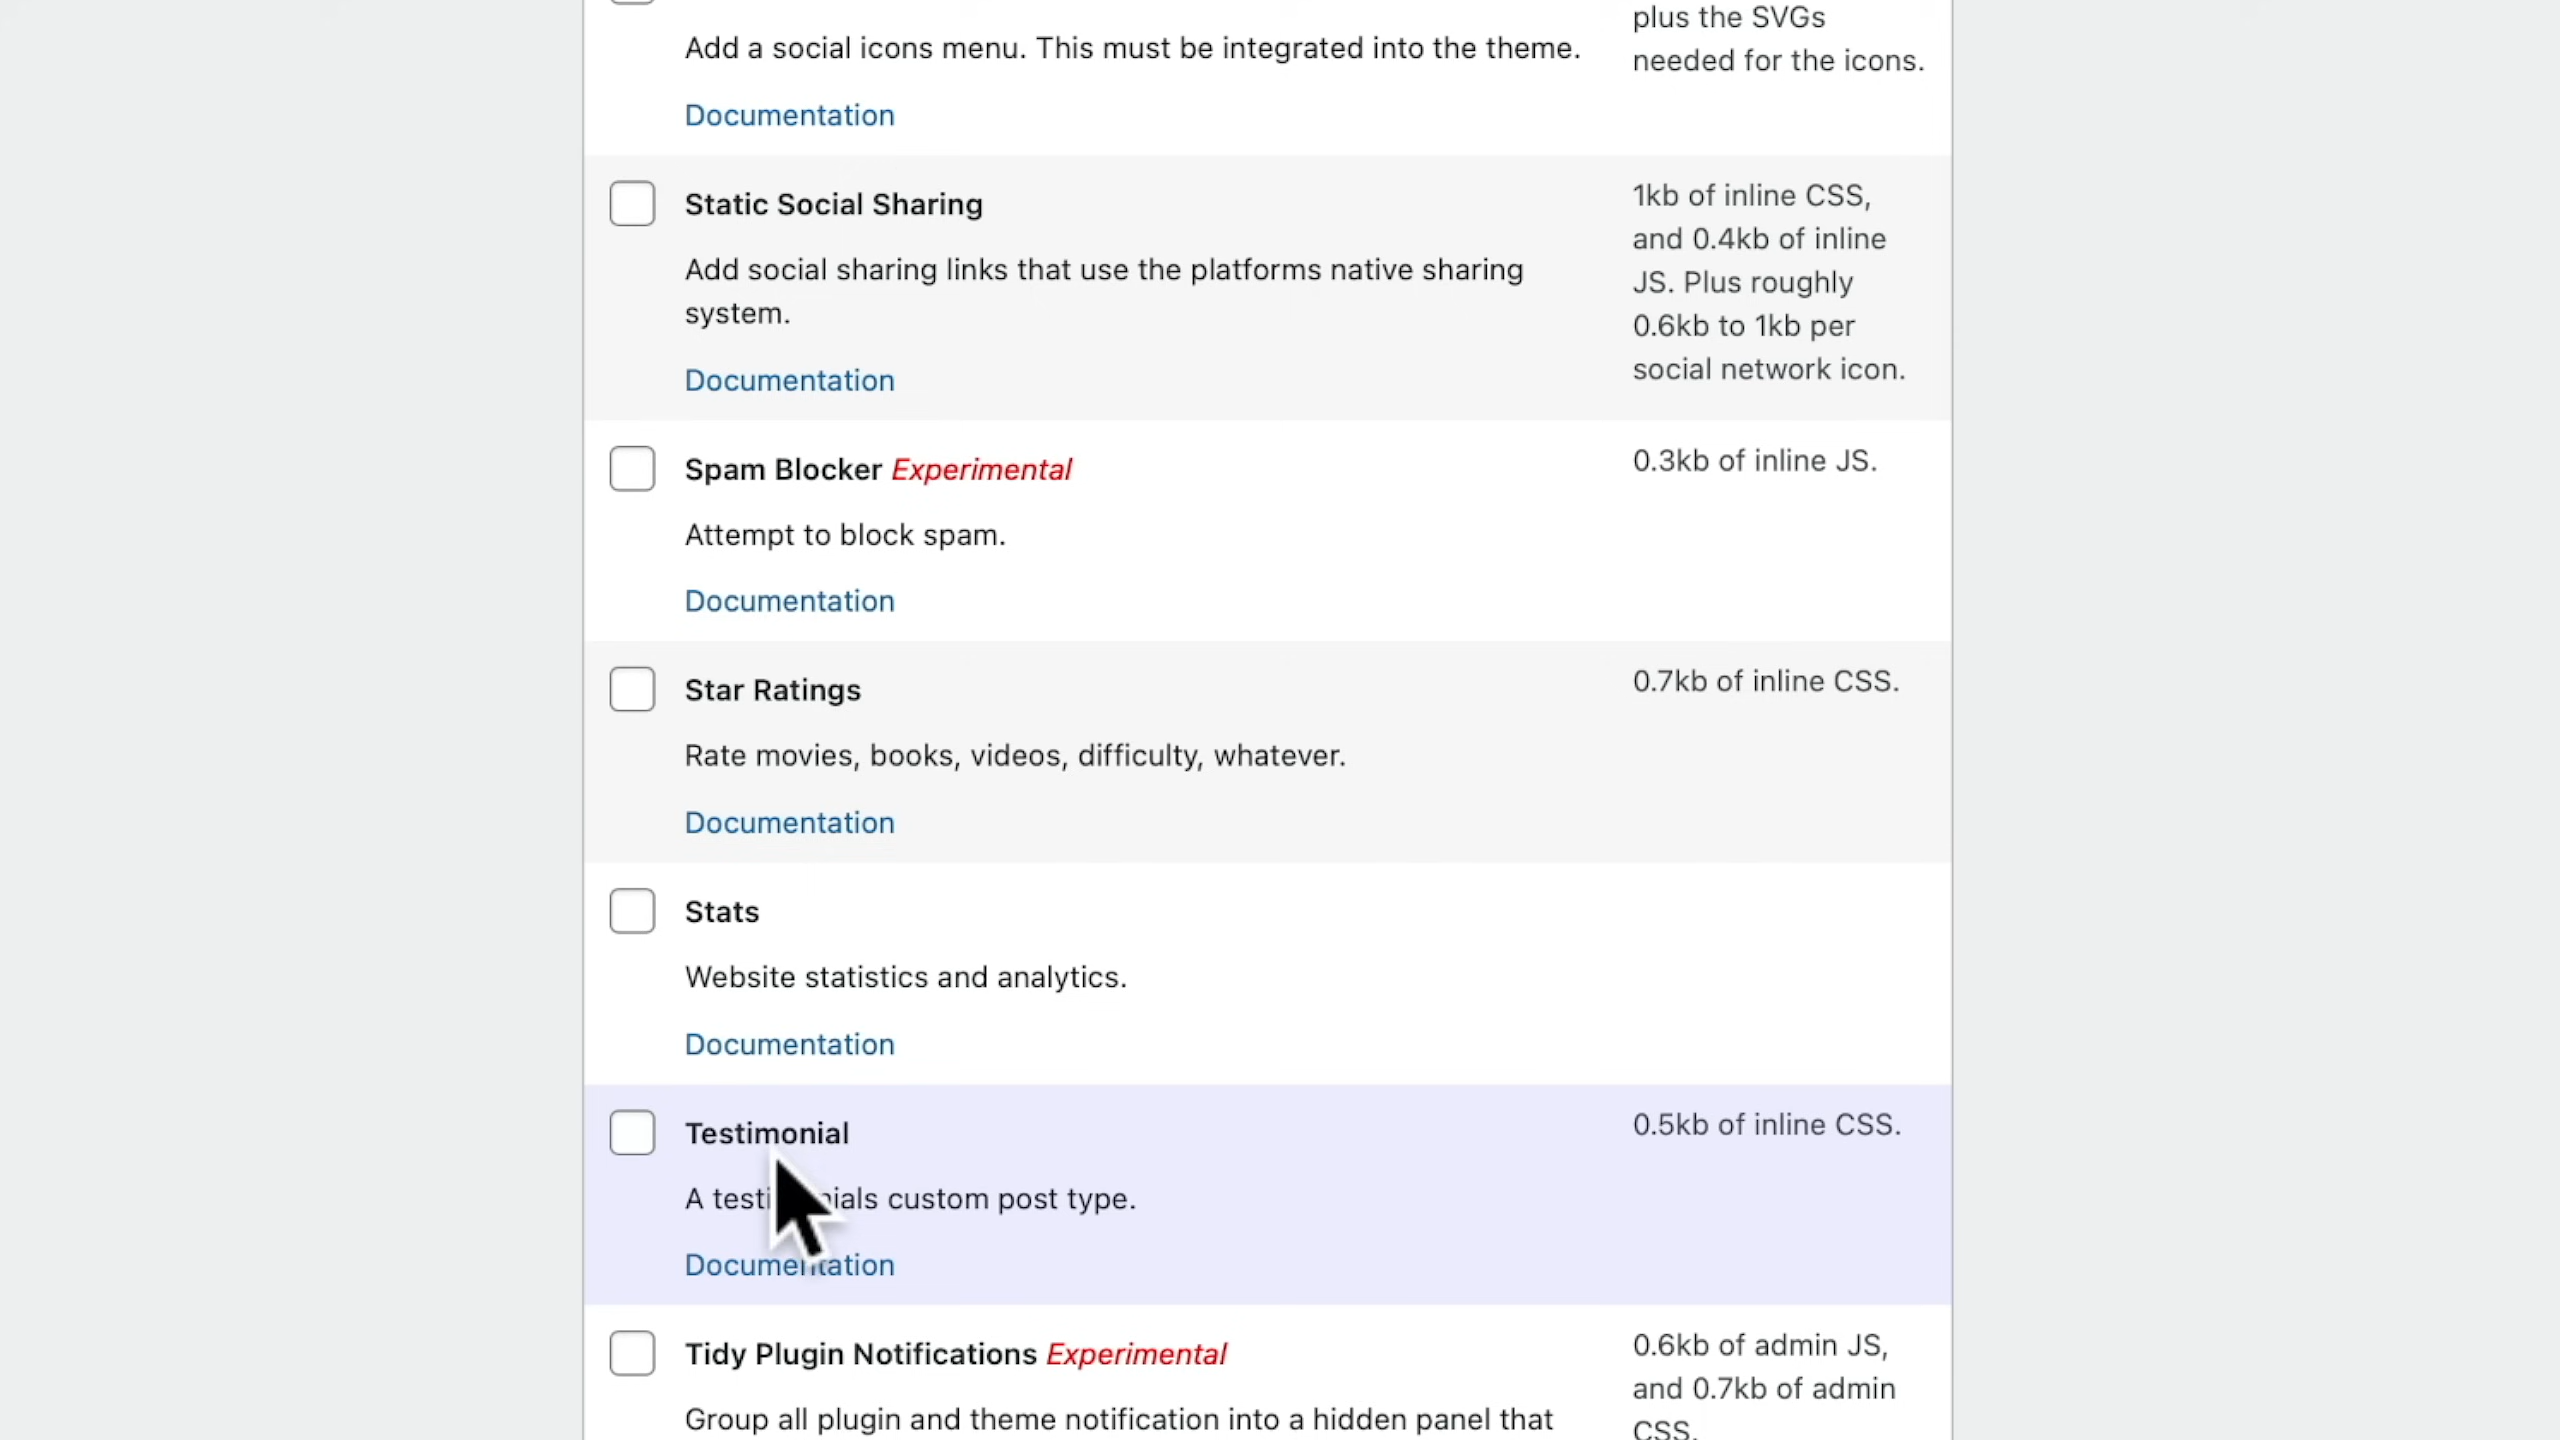 plus the SVGs
needed for the icons.
Add a social icons menu. This must be integrated into the theme.
Documentation
Static Social Sharing
1kb of inline CSS,
and 0.4kb of inline
JS. Plus roughly
0.6kb to 1kb per
social network icon.
Add social sharing links that use the platforms native sharing
system.
Documentation
Spam Blocker Experimental
0.3kb of inline JS.
Attempt to block spam.
Documentation
Star Ratings
0.7kb of inline CSS.
Rate movies, books, videos, difficulty, whatever.
Documentation
Stats
Website statistics and analytics.
Documentation
Testimonial
0.5kb of inline CSS.
A testimonials custom post type.
Documentation
Tidy Plugin Notifications Experimental
0.6kb of admin JS,
and 0.7kb of admin
CSS.
Group all plugin and theme notification into a hidden panel that